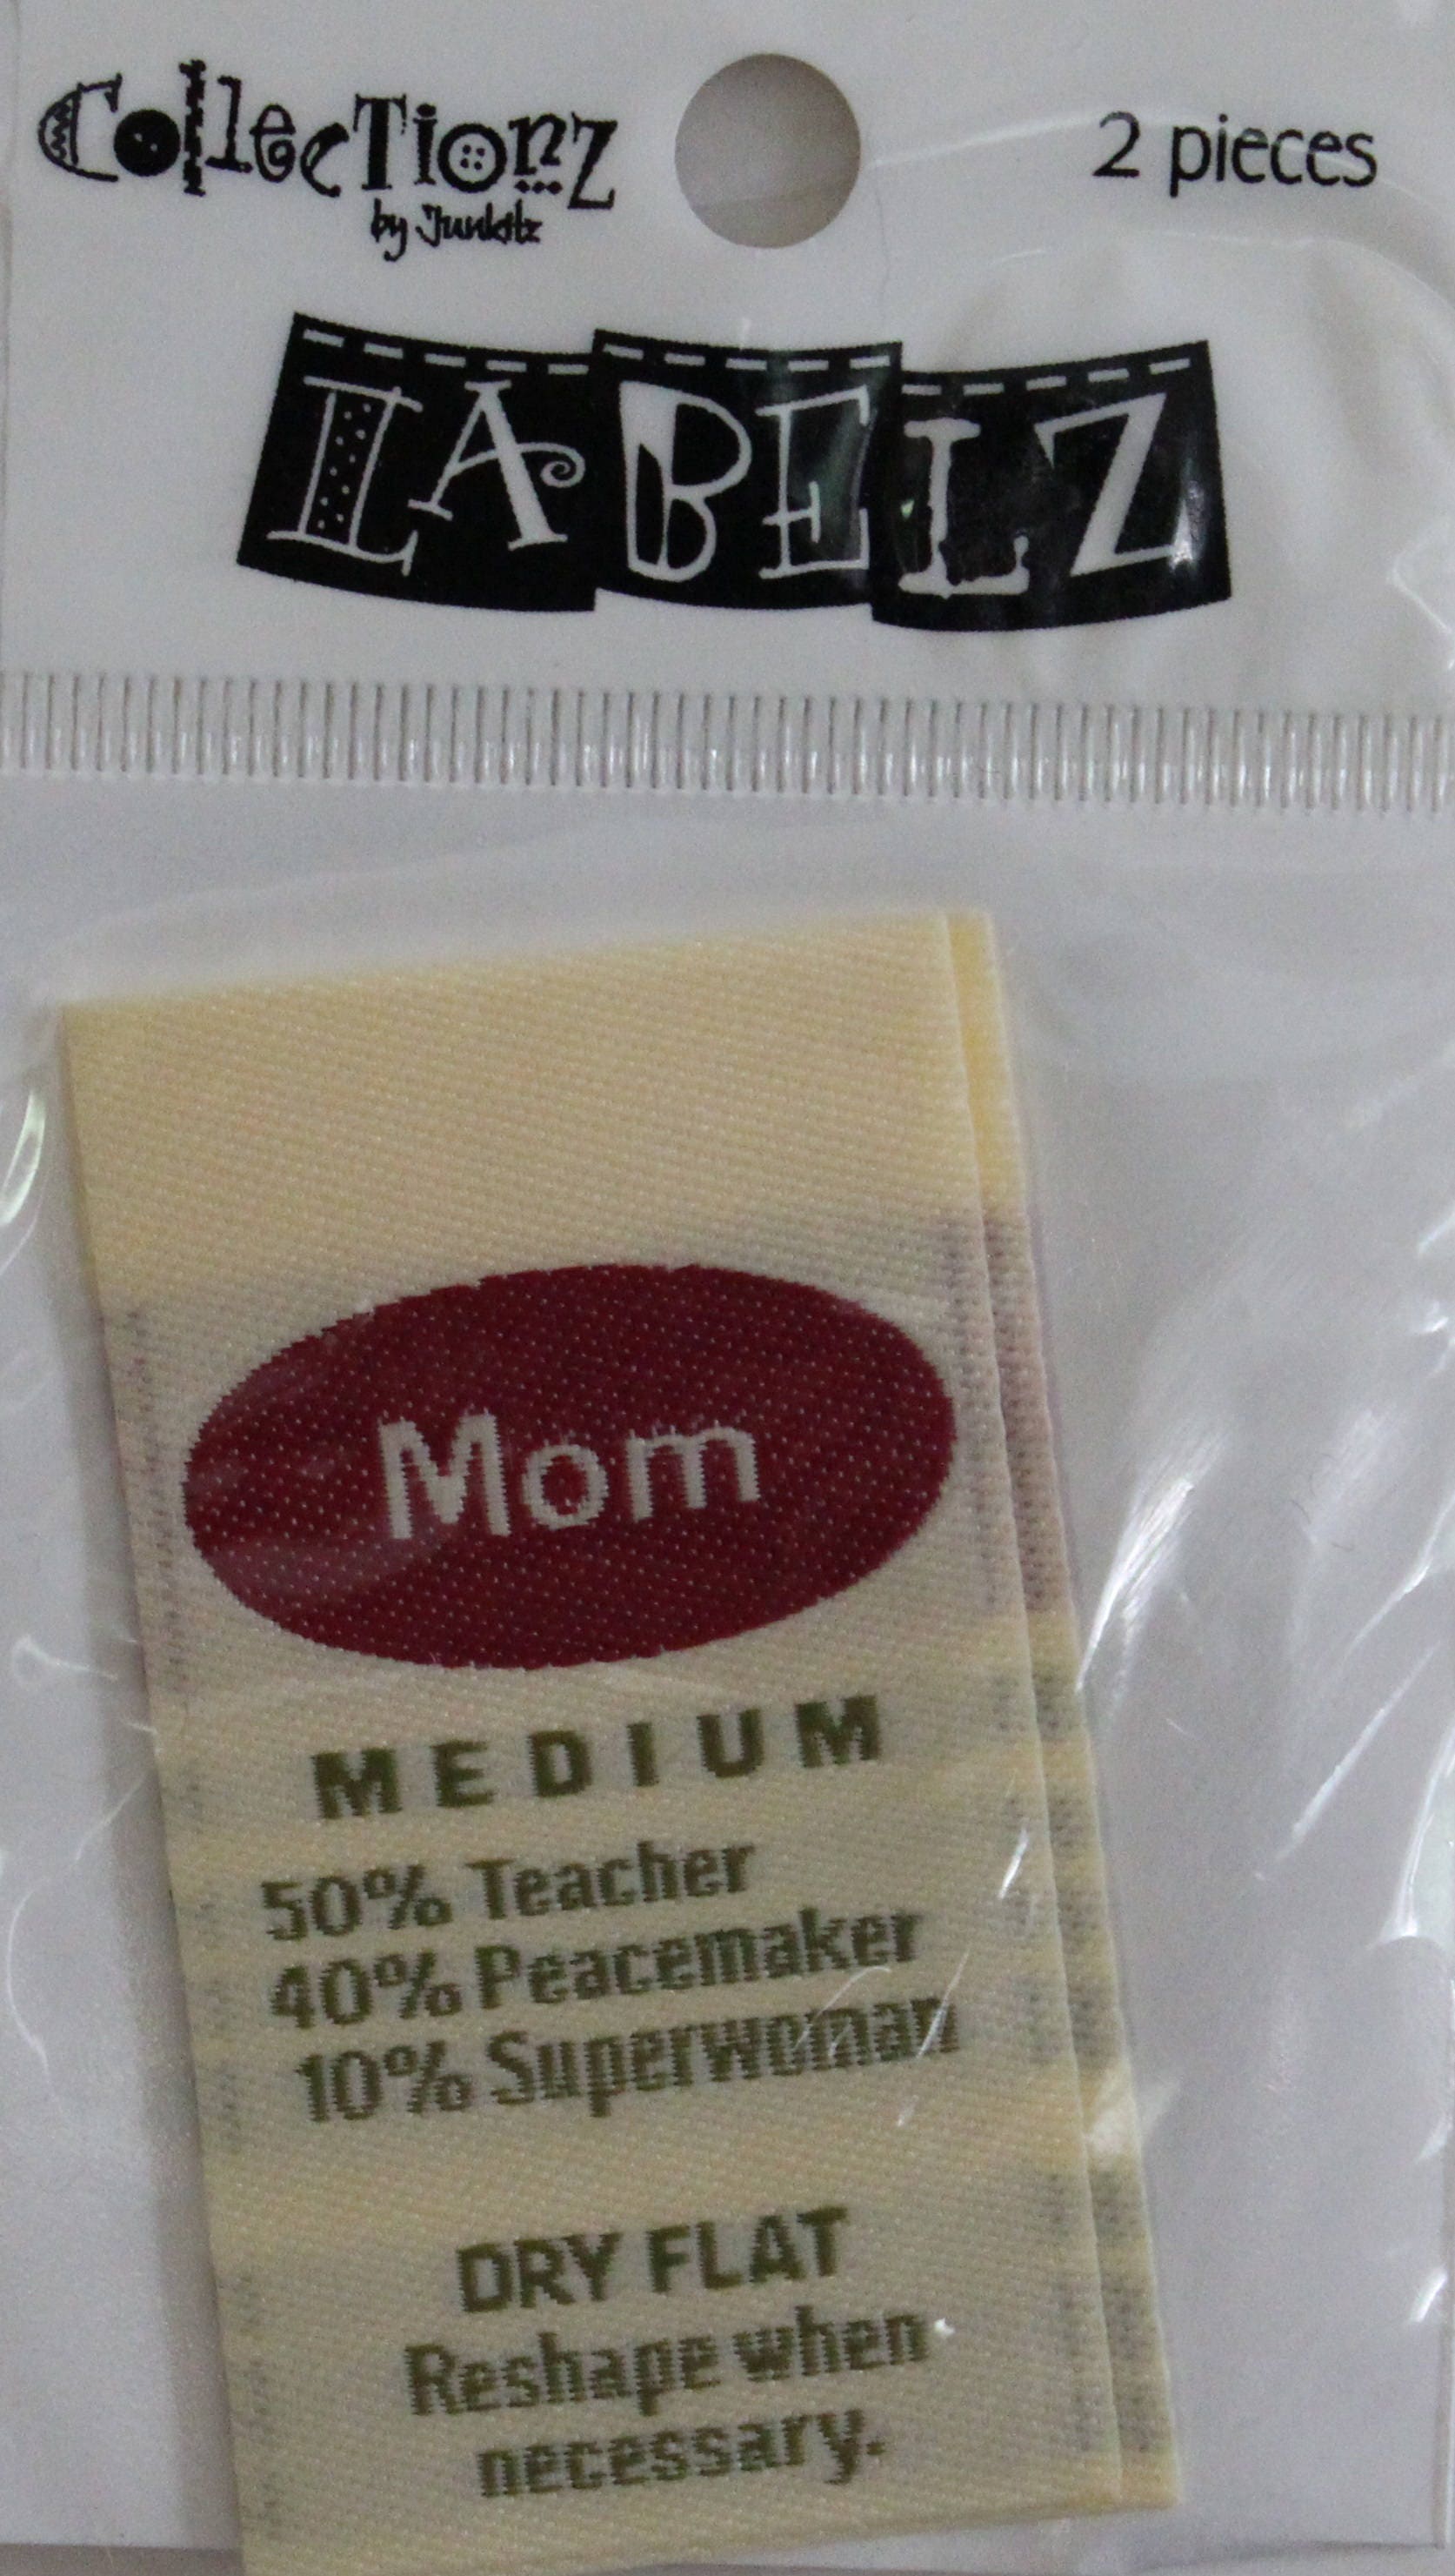 Collectionz
by Junkitz
2 pieces
LABELZ
Mom
MEDIUM
50% Teacher
40% Peacemaker
10% Superwoman
DRY FLAT
Reshape when
necessary.